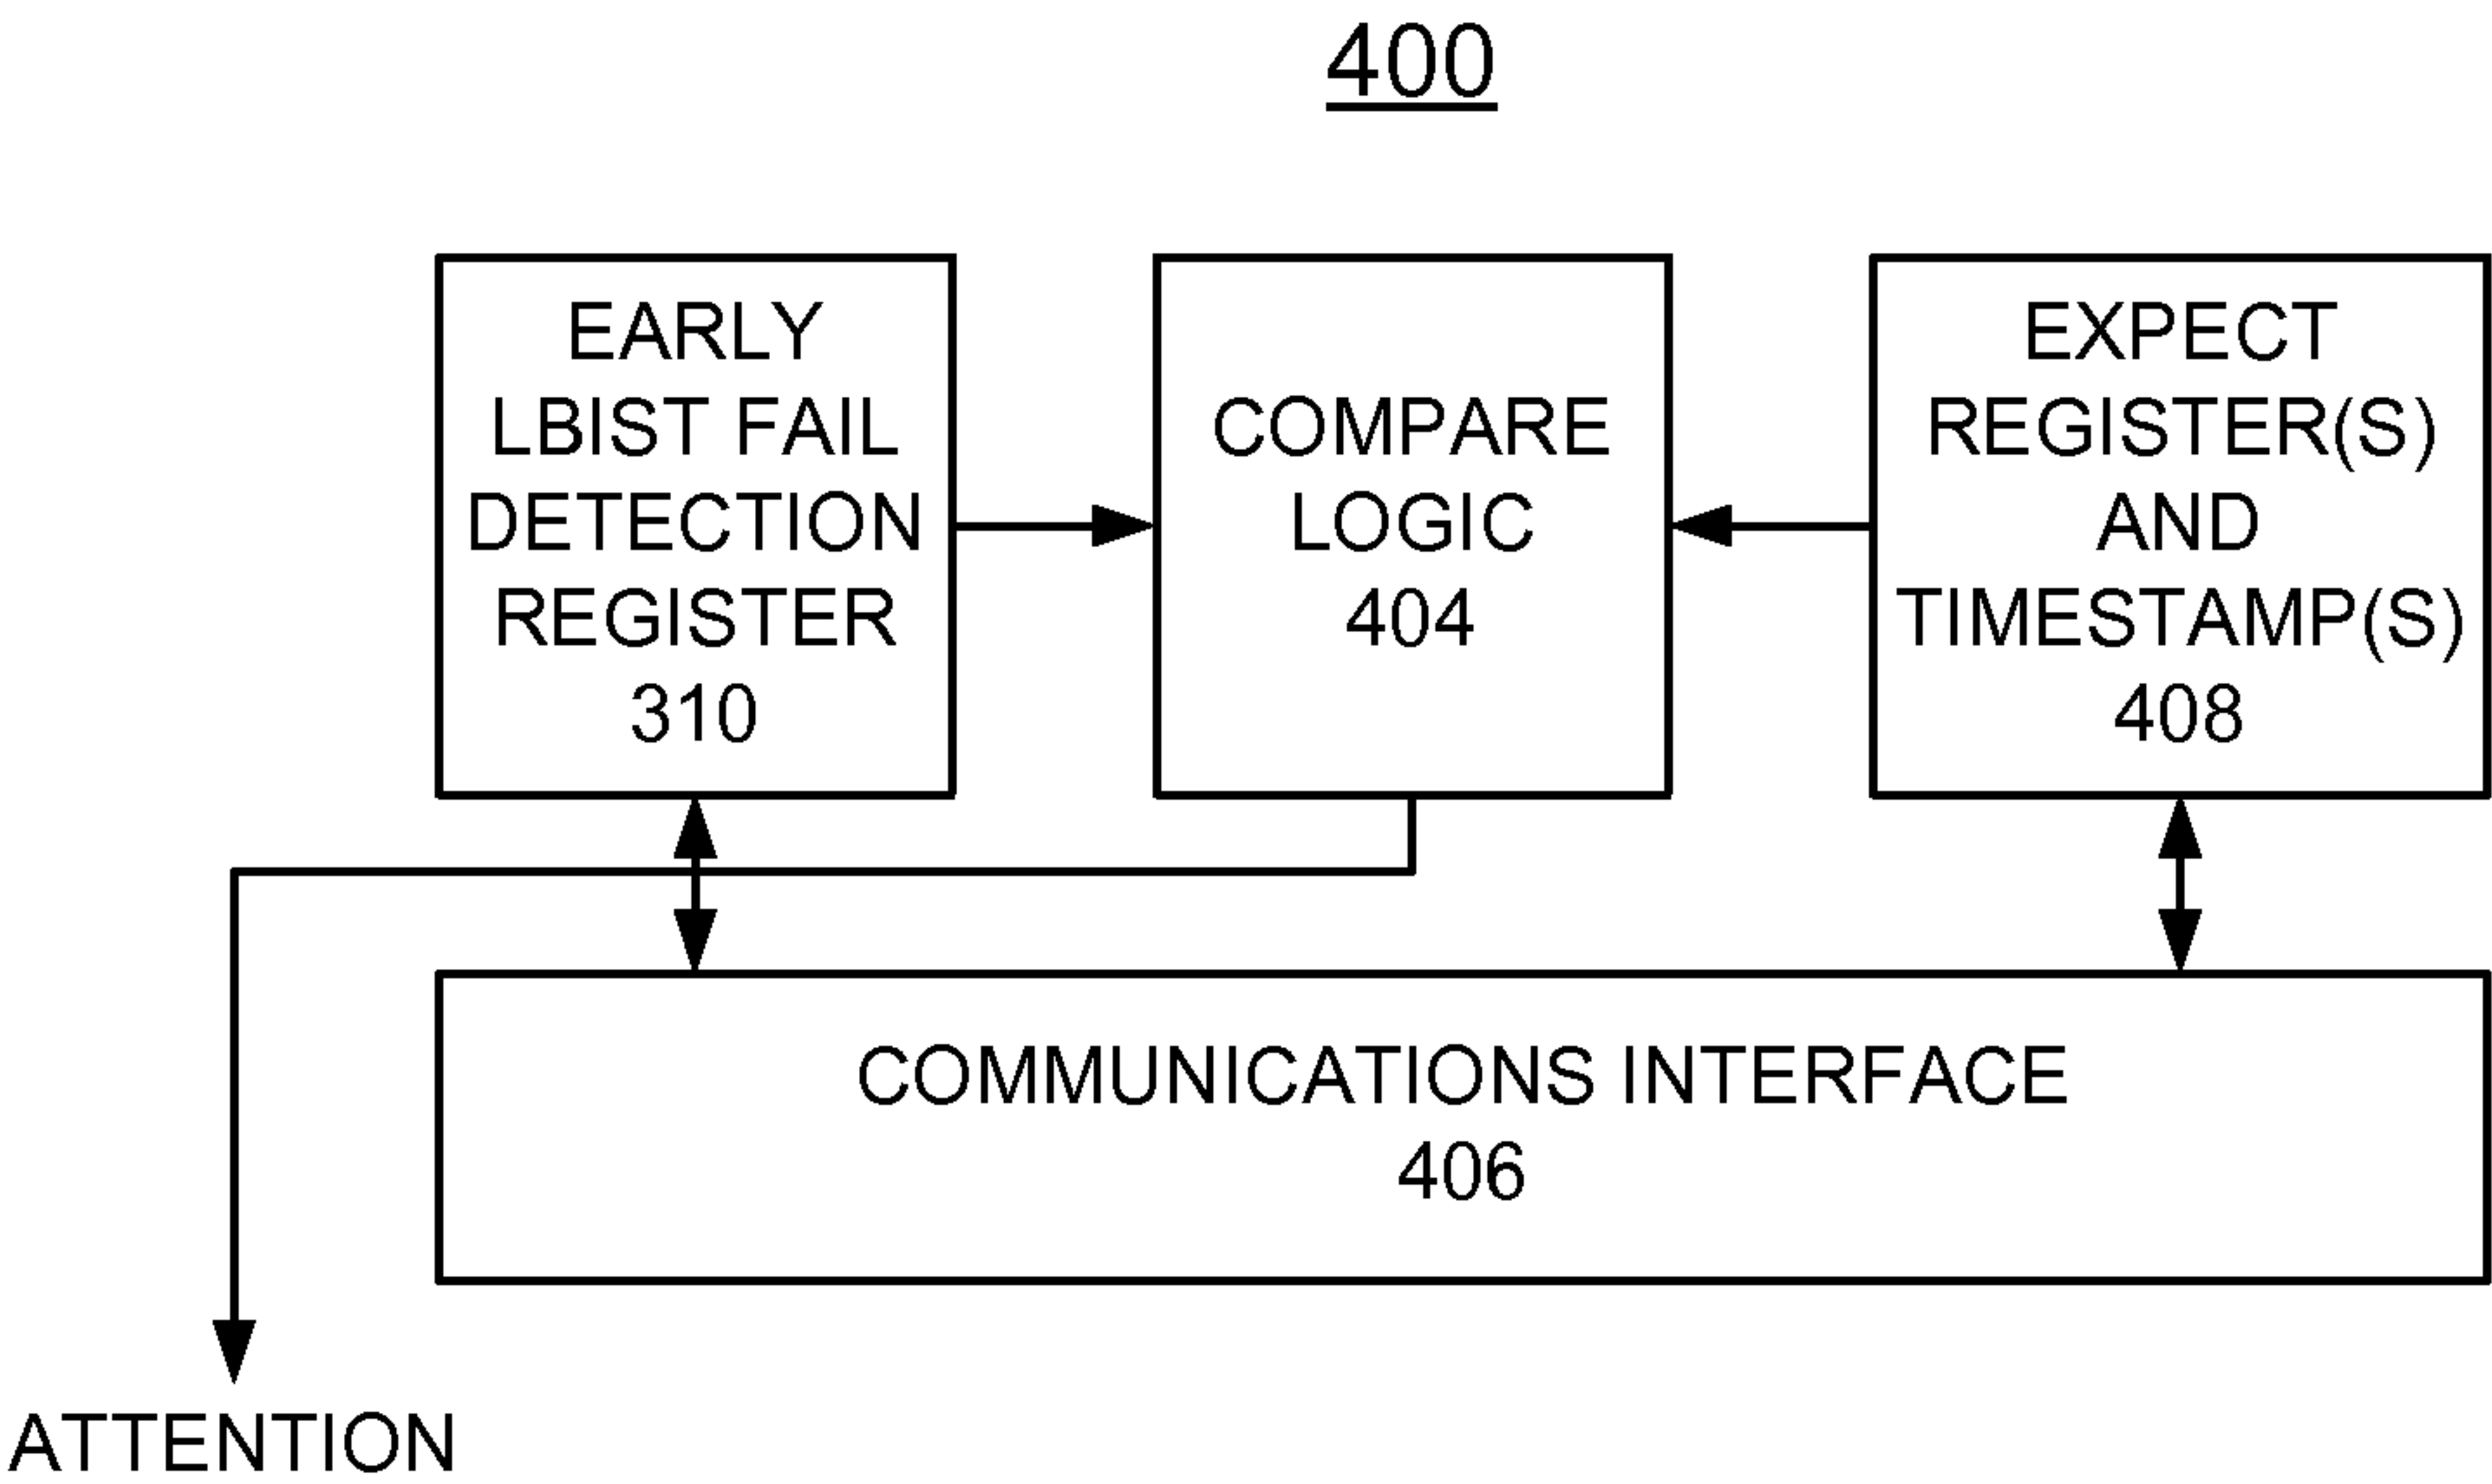 400
EARLY
LBIST FAIL
DETECTION
REGISTER
310
COMPARE
LOGIC
404
EXPECT
REGISTER(S)
AND
TIMESTAMP(S)
408
COMMUNICATIONS INTERFACE
406
ATTENTION